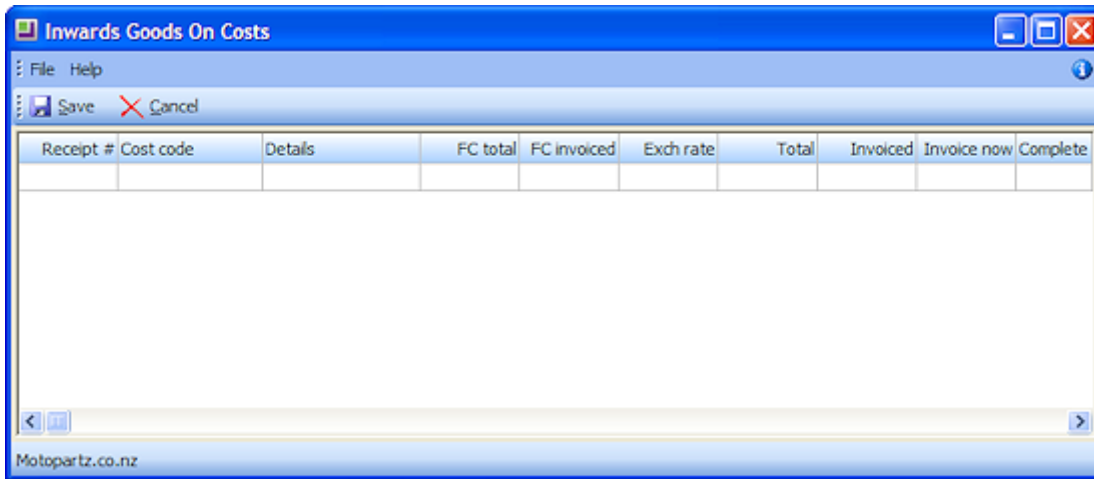 Inwards Goods On Costs
File Help
Save Cancel
Receipt # Cost code Details FC total FC invoiced Exch rate Total Invoiced Invoice now Complete
Motopartz.co.nz